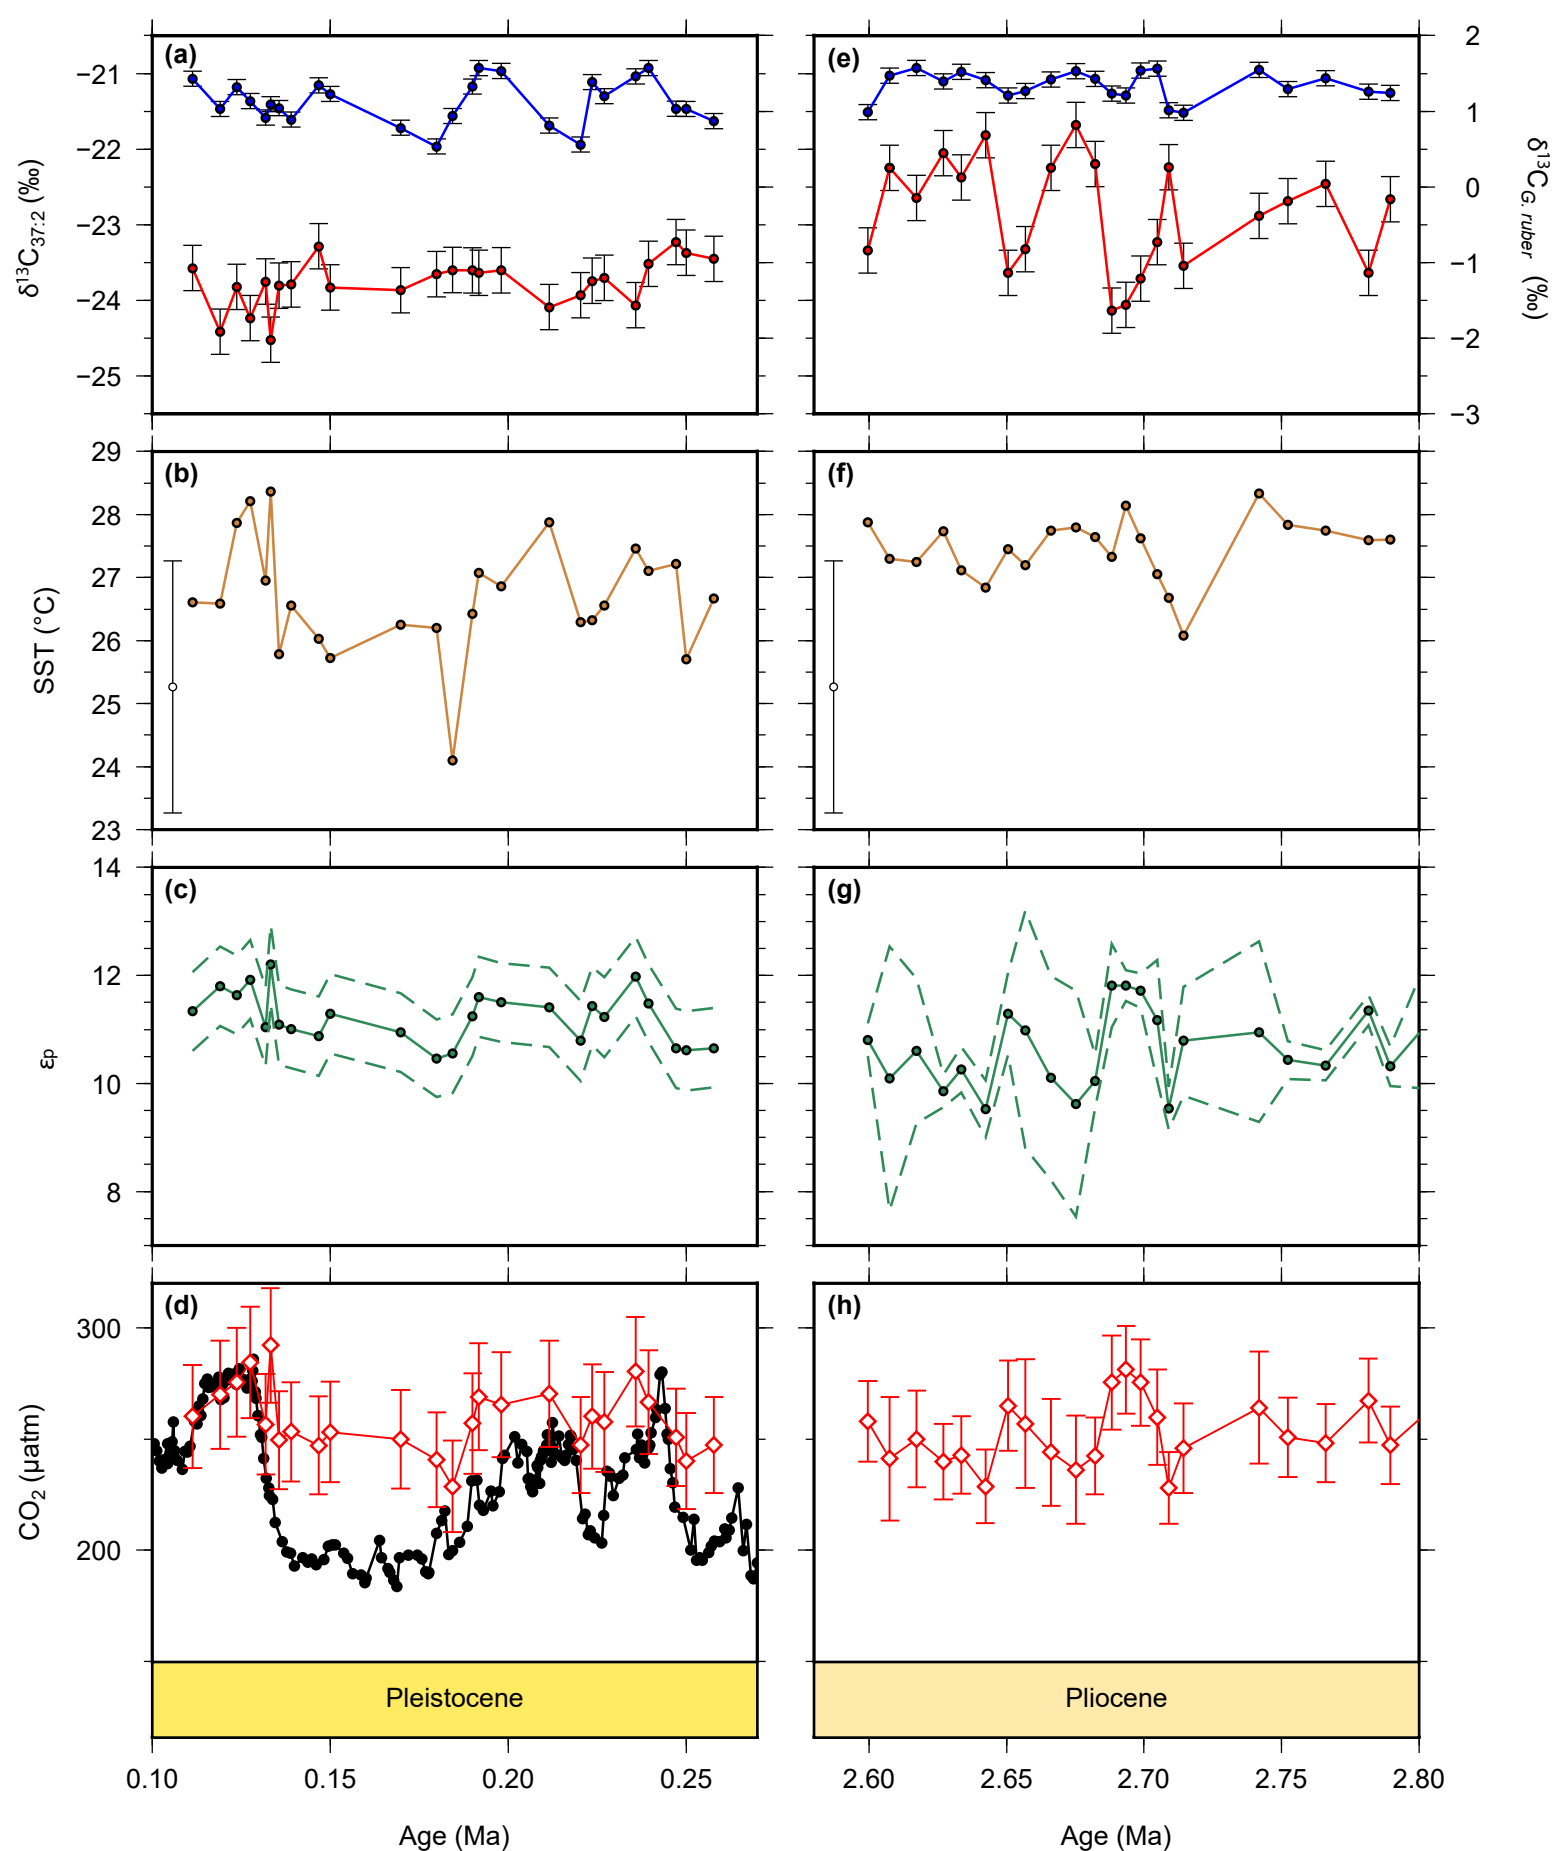 (a)
−21
−22
−23
−24
−25
δ13C37:2 (‰)
(e)
2
1
0
−1
−2
−3
δ13CG. ruber (‰)
(b)
29
28
27
26
25
24
23
SST (°C)
(f)
(c)
14
12
10
8
εp
(g)
(d)
300
200
CO2 (µatm)
(h)
Pleistocene
Pliocene
0.10 0.15 0.20 0.25
2.60 2.65 2.70 2.75 2.80
Age (Ma)
Age (Ma)